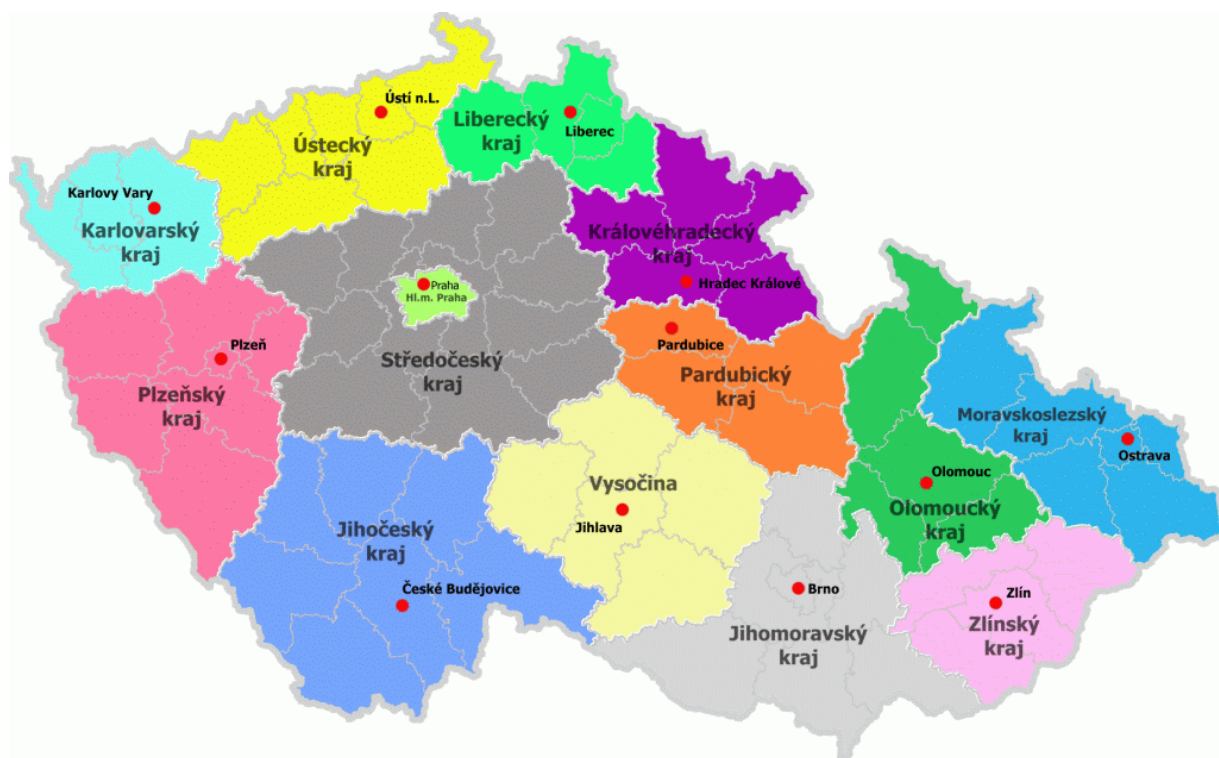 Ústí n.L.
Ústecký
kraj
Liberecký
kraj
Liberec
Karlovy Vary
Karlovarský
kraj
Královéhradecký
kraj
Hradec Králové
Praha
Hl.m. Praha
Středočeský
kraj
Plzeň
Plzeňský
kraj
Pardubice
Pardubický
kraj
Moravskoslezský
kraj
Ostrava
Olomouc
Olomoucký
kraj
Vysočina
Jihlava
Jihočeský
kraj
České Budějovice
Brno
Jihomoravský
kraj
Zlín
Zlínský
kraj